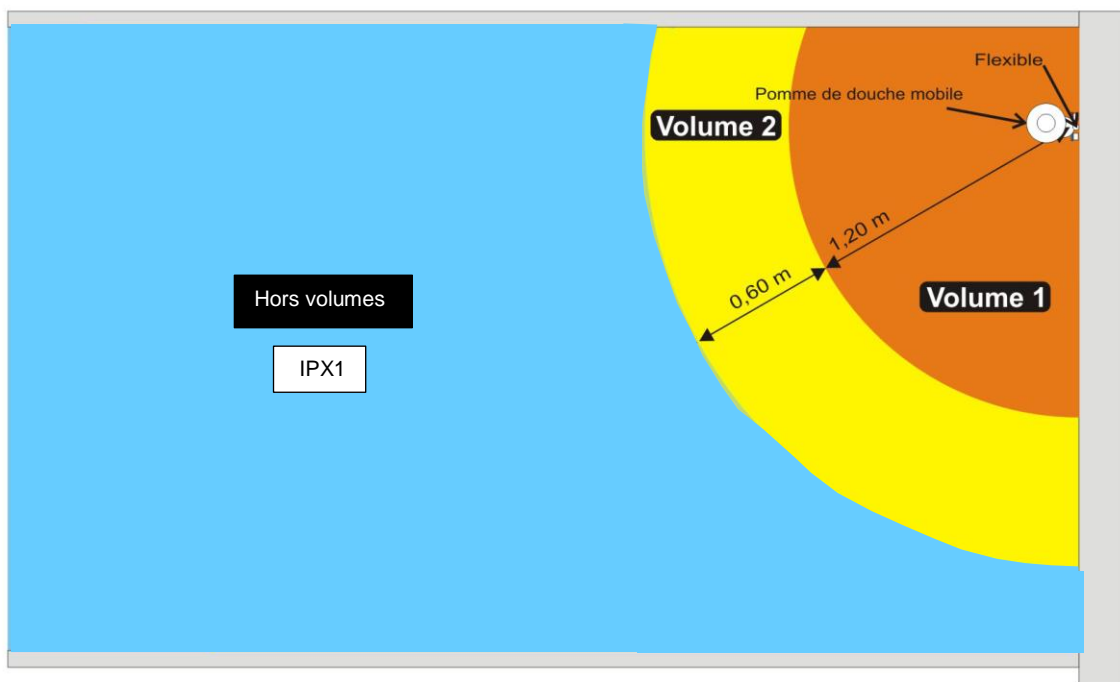 Flexible
Pomme de douche mobile
Volume 2
1,20 m
0,60 m
Hors volumes
Volume 1
IPX1